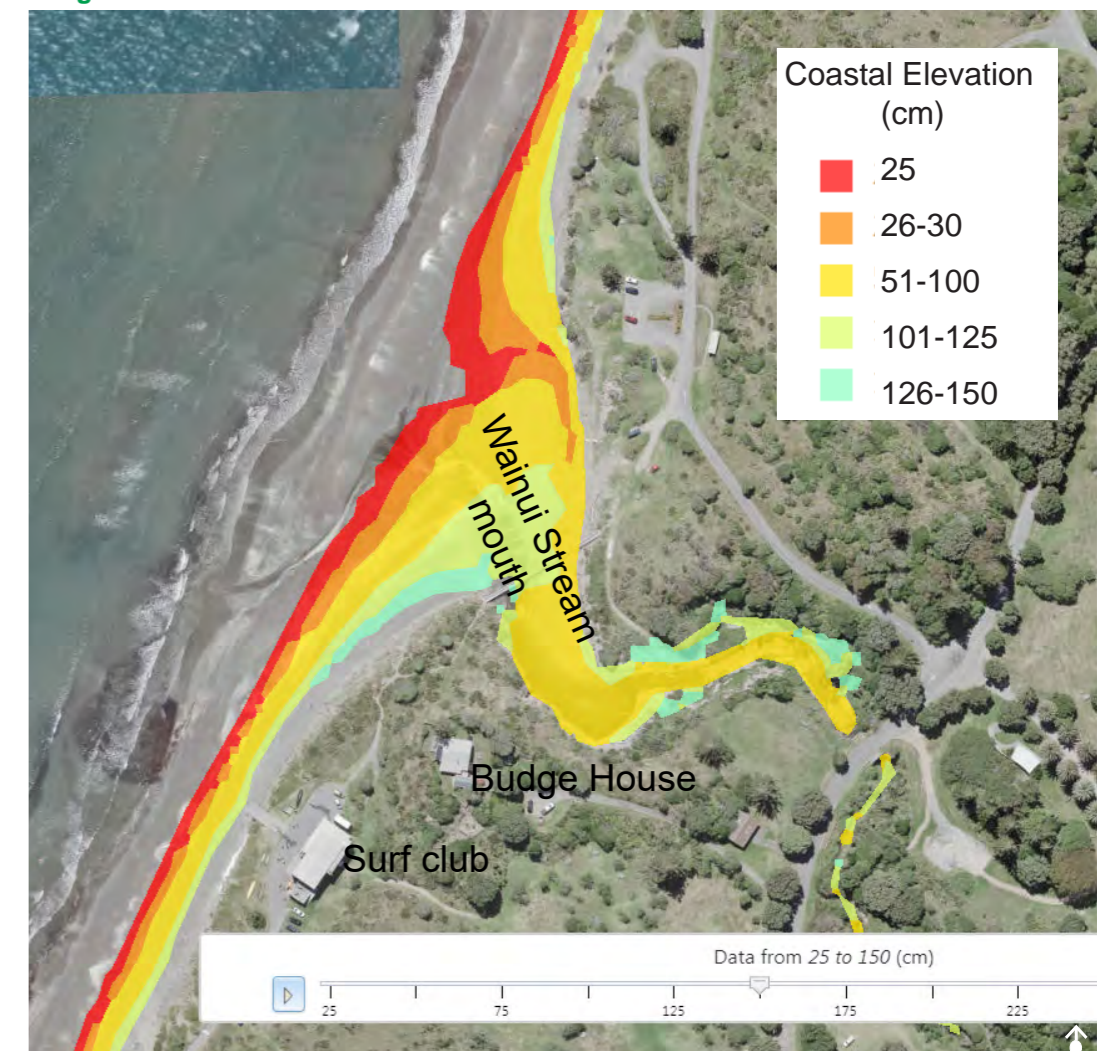 Coastal Elevation
(cm)
25
26-30
51-100
101-125
126-150
Wainui Stream
mouth
Budge House
Surf club
Data from 25 to 150 (cm)
25 75 125 175 225